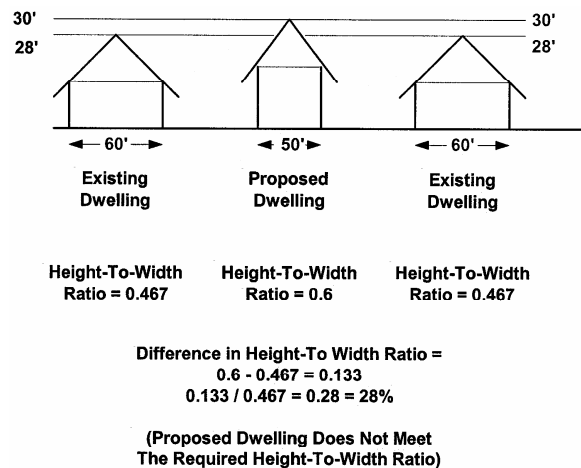 30' 30'
28' 28'
60' 50' 60'
Existing Proposed Existing
Dwelling Dwelling Dwelling
Height-To-Width Height-To-Width Height-To-Width
Ratio = 0.467 Ratio = 0.6 Ratio = 0.467
Difference in Height-To Width Ratio =
0.6 - 0.467 = 0.133
0.133 / 0.467 = 0.28 = 28%
(Proposed Dwelling Does Not Meet
The Required Height-To-Width Ratio)